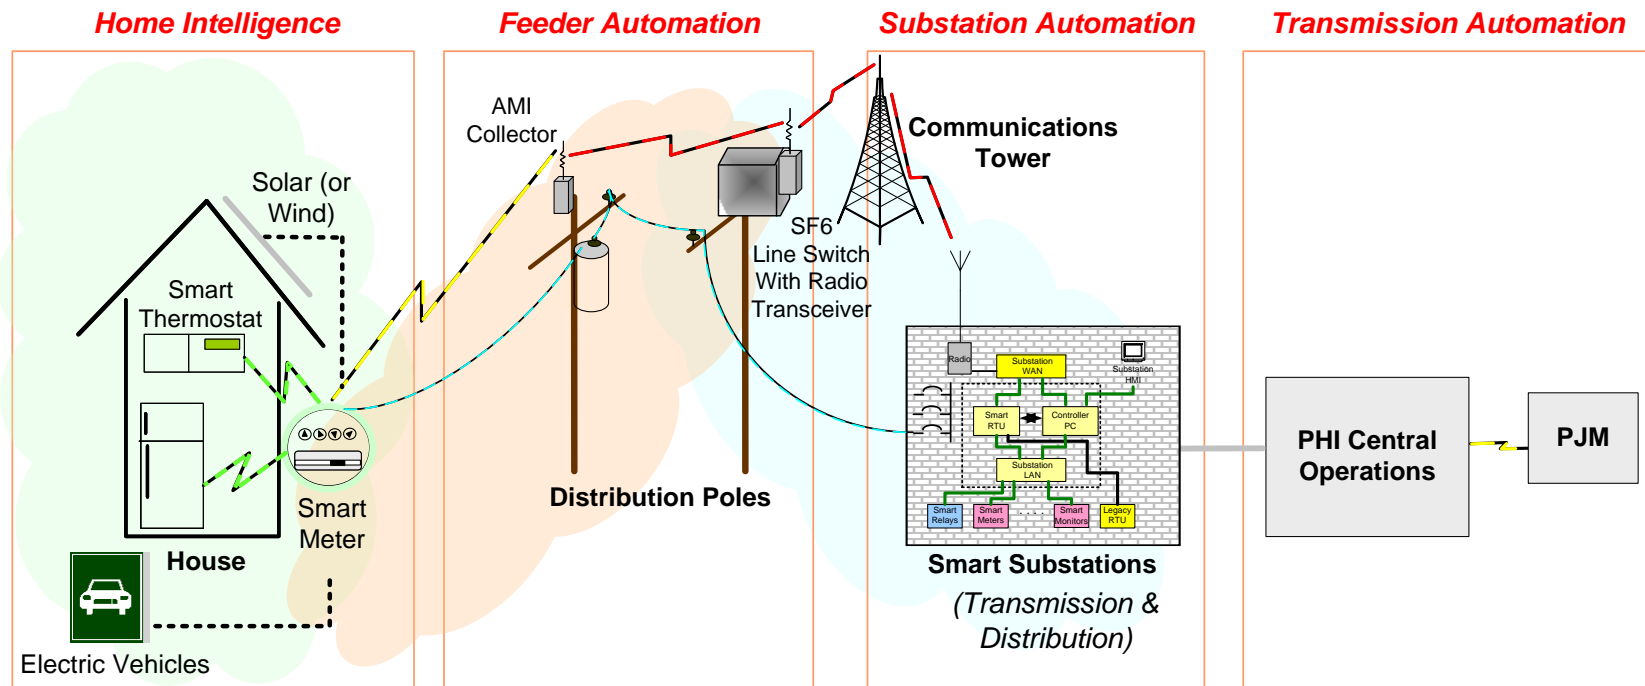 Home Intelligence
Feeder Automation
Substation Automation
Transmission Automation
AMI
Collector
Communications
Tower
Solar (or
Wind)
SF6
Line Switch
With Radio
Transceiver
Smart
Thermostat
Radio
Substation
WAN
Substation
HMI
Smart
RTU
Controller
PC
Substation
LAN
Smart
Relays
Smart
Meters
. . . .
Smart
Monitors
Legacy
RTU
PHI Central
Operations
PJM
Distribution Poles
Smart
Meter
House
Smart Substations
(Transmission &
Distribution)
Electric Vehicles